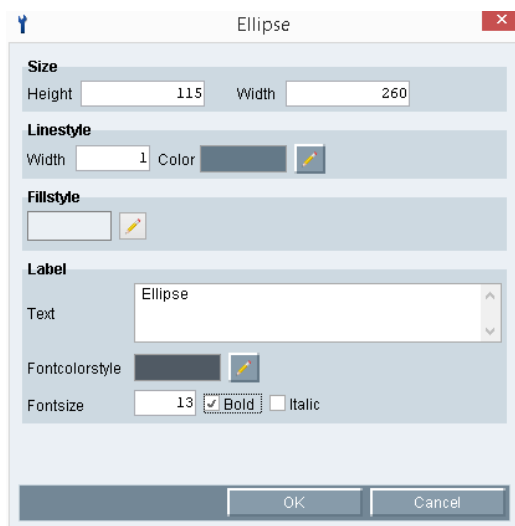 Ellipse
Size
Height 115 Width 260
Linestyle
Width 1 Color
Fillstyle
Label
Text Ellipse
Fontcolorstyle
Fontsize 13 Bold Italic
OK Cancel